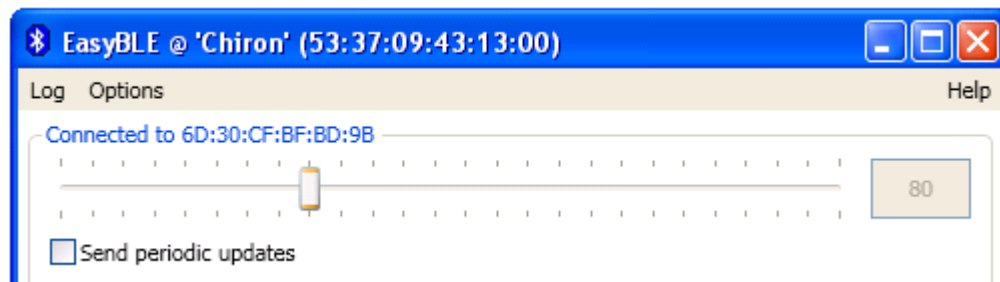 EasyBLE @ 'Chiron' (53:37:09:43:13:00)
Log Options Help
Connected to 6D:30:CF:BF:BD:9B
80
Send periodic updates